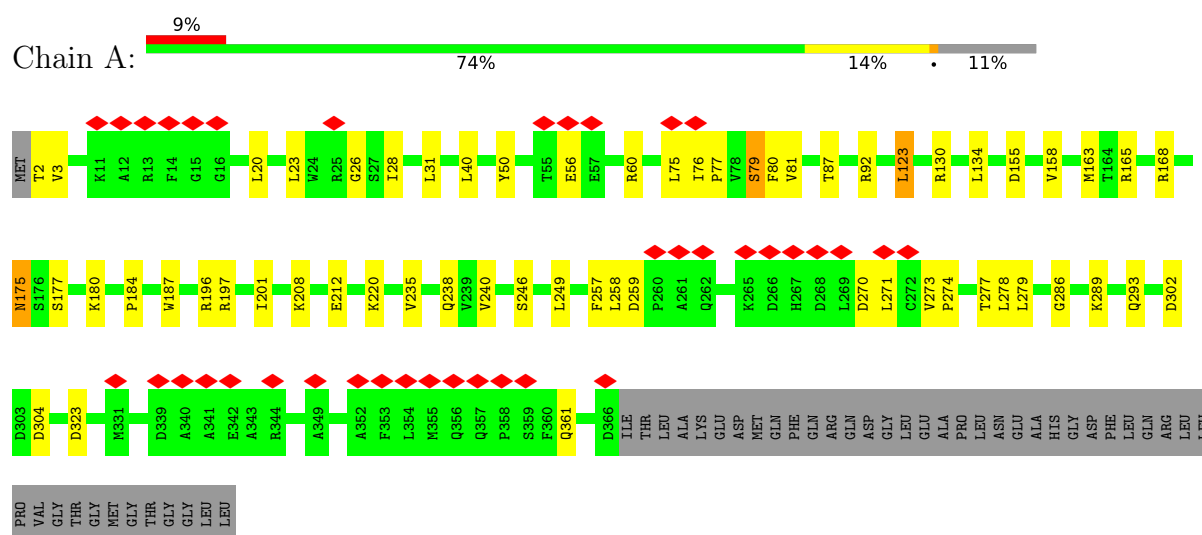 9%
Chain A:
74% 14% • 11%
MET T2 V3 K11 A12 R13 F14 G15 G16 L20 L23 W24 R25 G26 S27 I28 L31 L40 Y50 T55 E56 E57 R60 L75 I76 P77 V78 S79 F80 V81 T87 R92 L123 R130 L134 D155 V158 M163 T164 R165 R168
N175 S176 S177 K180 P184 W187 R196 R197 I201 K208 E212 K220 V235 Q238 V239 V240 S246 L249 F257 L258 D259 P260 A261 Q262 K265 D266 H267 D268 L269 D270 L271 C272 V273 P274 T277 L278 L279 G286 K289 Q293 D302
D303 D304 D323 M331 D339 A340 A341 E342 A343 R344 A349 A352 F353 L354 M355 Q356 Q357 P358 S359 F360 Q361 D366 ILE THR LEU ALA LYS GLU ASP MET GLN PHE GLN ARG GLN ASP GLY LEU GLU ALA PRO LEU ASN GLU ALA HIS GLY ASP PHE LEU GLN ARG LEU LEU
PRO VAL GLY THR GLY MET GLY THR GLY GLY LEU LEU